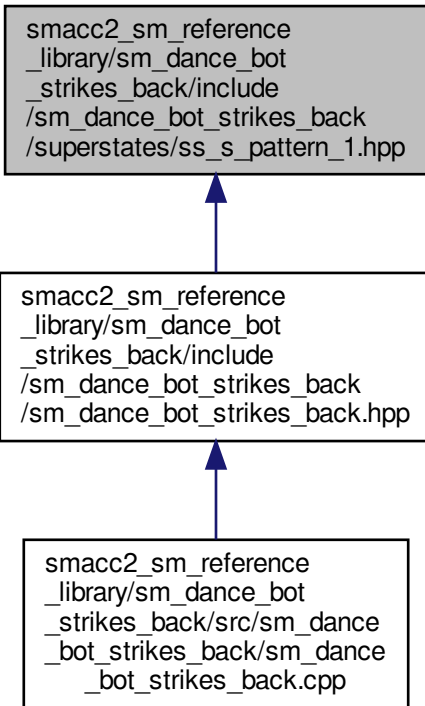 smacc2_sm_reference
_library/sm_dance_bot
_strikes_back/include
/sm_dance_bot_strikes_back
/superstates/ss_s_pattern_1.hpp
smacc2_sm_reference
_library/sm_dance_bot
_strikes_back/include
/sm_dance_bot_strikes_back
/sm_dance_bot_strikes_back.hpp
smacc2_sm_reference
_library/sm_dance_bot
_strikes_back/src/sm_dance
_bot_strikes_back/sm_dance
_bot_strikes_back.cpp